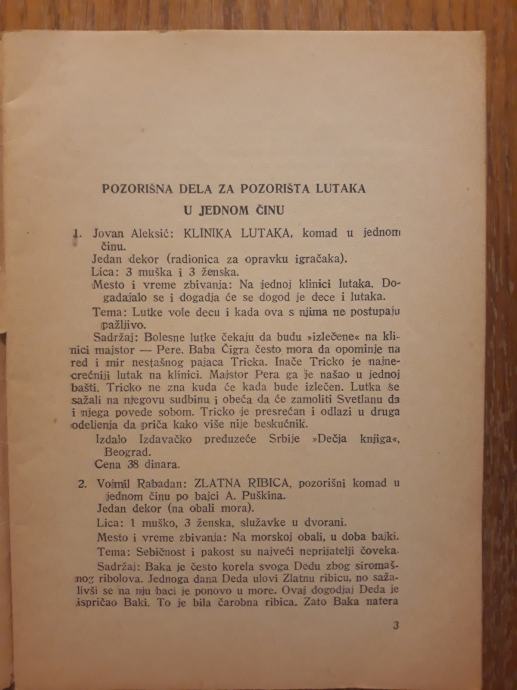 POZORIŠNA DELA ZA POZORIŠTA LUTAKA
U JEDNOM ČINU
1. Jovan Aleksić: KLINIKA LUTAKA, komad u jednom
činu.
Jedan dekor (radionica za opravku igračaka).
Lica: 3 muška i 3 ženska.
Mesto i vreme zbivanja: Na jednoj klinici lutaka. Do-
gadajalo se i dogadja će se dogod je dece i lutaka.
Tema: Lutke vole decu i kada ova s njima ne postupaju
pažljivo.
Sadržaj: Bolesne lutke čekaju da budu »izlečene« na kli-
nici majstor — Pere. Baba Čigra često mora da opominje na
red i mir nestašnog pajaca Tricka. Inače Tricko je najne-
srećniji lutak na klinici. Majstor Pera ga je našao u jednoj
bašti. Tricko ne zna kuda će kada bude izlečen. Lutka se
sažali na njegovu sudbinu i obeća da će zamoliti Svetlanu da
i njega povede sobom. Tricko je presrećan i odlazi u druga
odeljenja da priča kako više nije beskućnik.
Izdalo Izdavačko preduzeće Srbije »Dečja knjiga«,
Beograd.
Cena 38 dinara.
2. Vojmil Rabadan: ZLATNA RIBICA, pozorišni komad u
jednom činu po bajci A. Puškina.
Jedan dekor (na obali mora).
Lica: 1 muško, 3 ženska, služavke u dvorani.
Mesto i vreme zbivanja: Na morskoj obali, u doba bajki.
Tema: Sebičnost i pakost su najveći neprijatelji čoveka.
Sadržaj: Baka je često korela svoga Dedu zbog siromaš-
nog ribolova. Jednoga dana Deda ulovi Zlatnu ribicu, no saža-
livši se na nju baci je ponovo u more. Ovaj dogodjaj Deda je
ispričao Baki. To je bila čarobna ribica. Zato Baka natera
3